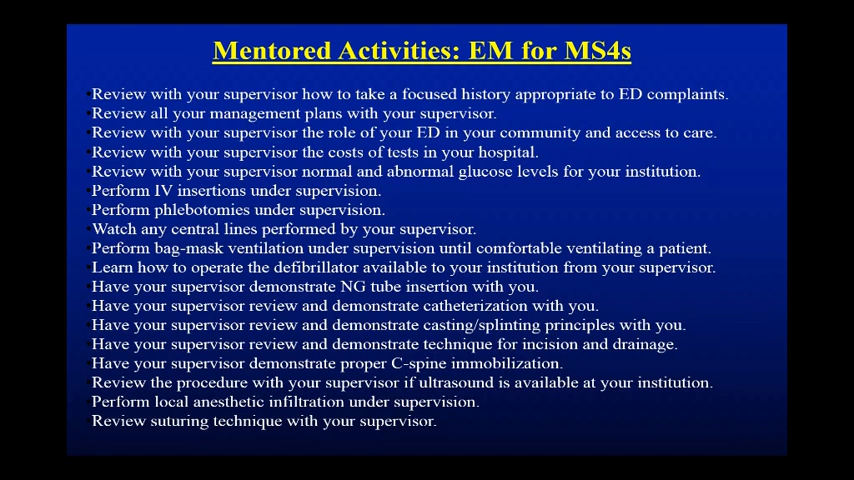 Mentored Activities: EM for MS4s
•Review with your supervisor how to take a focused history appropriate to ED complaints.
•Review all your management plans with your supervisor.
•Review with your supervisor the role of your ED in your community and access to care.
•Review with your supervisor the costs of tests in your hospital.
•Review with your supervisor normal and abnormal glucose levels for your institution.
•Perform IV insertions under supervision.
•Perform phlebotomies under supervision.
•Watch any central lines performed by your supervisor.
•Perform bag-mask ventilation under supervision until comfortable ventilating a patient.
•Learn how to operate the defibrillator available to your institution from your supervisor.
•Have your supervisor demonstrate NG tube insertion with you.
•Have your supervisor review and demonstrate catheterization with you.
•Have your supervisor review and demonstrate casting/splinting principles with you.
•Have your supervisor review and demonstrate technique for incision and drainage.
•Have your supervisor demonstrate proper C-spine immobilization.
•Review the procedure with your supervisor if ultrasound is available at your institution.
•Perform local anesthetic infiltration under supervision.
•Review suturing technique with your supervisor.